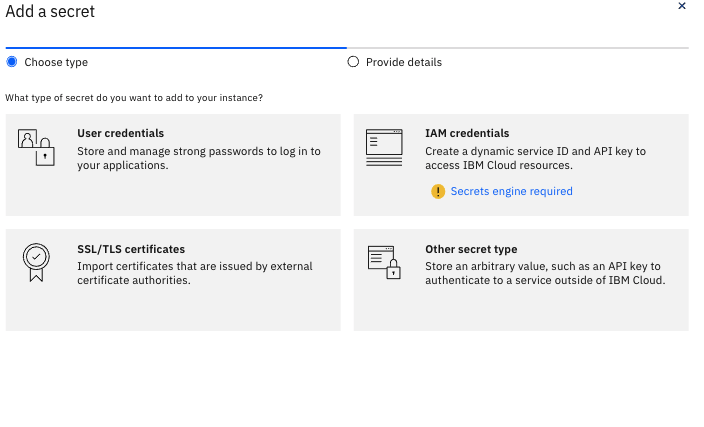 Add a secret
Choose type
Provide details
What type of secret do you want to add to your instance?
User credentials
Store and manage strong passwords to log in to
your applications.
IAM credentials
Create a dynamic service ID and API key to
access IBM Cloud resources.
Secrets engine required
SSL/TLS certificates
Import certificates that are issued by external
certificate authorities.
Other secret type
Store an arbitrary value, such as an API key to
authenticate to a service outside of IBM Cloud.